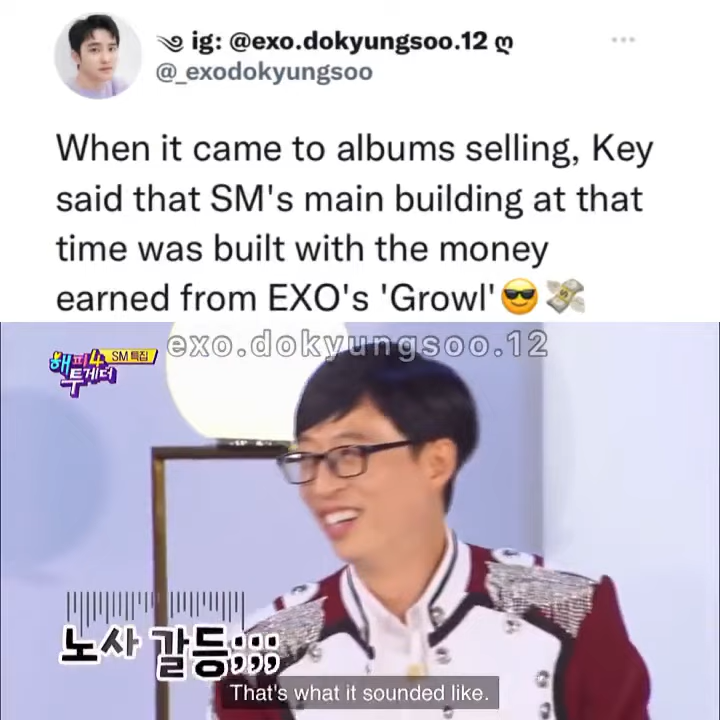 ig: @exo.dokyungsoo.12 ღ
@_exodokyungsoo
When it came to albums selling, Key
said that SM's main building at that
time was built with the money
earned from EXO's 'Growl'😎💸
exo.dokyungsoo.12
해피4 SM 특집
투게더
노사 갈등;;;
That's what it sounded like.